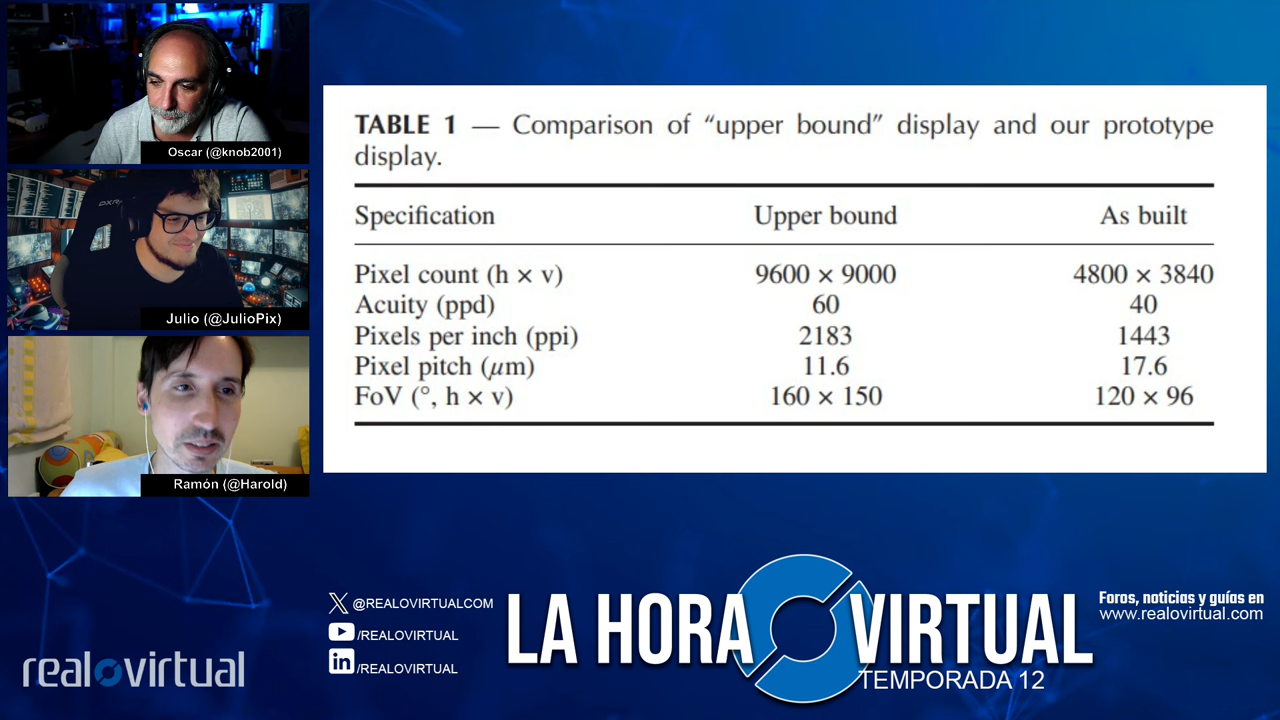 Oscar (@knob2001)
Julio (@JulioPix)
Ramón (@Harold)
TABLE 1 — Comparison of “upper bound” display and our prototype
display.
Specification Upper bound As built
Pixel count (h × v) 9600 × 9000 4800 × 3840
Acuity (ppd) 60 40
Pixels per inch (ppi) 2183 1443
Pixel pitch (μm) 11.6 17.6
FoV (°, h × v) 160 × 150 120 × 96
realovirtual
X @REALOVIRTUALCOM
/REALOVIRTUAL
in /REALOVIRTUAL
LA HORA VIRTUAL
TEMPORADA 12
Foros, noticias y guías en
www.realovirtual.com